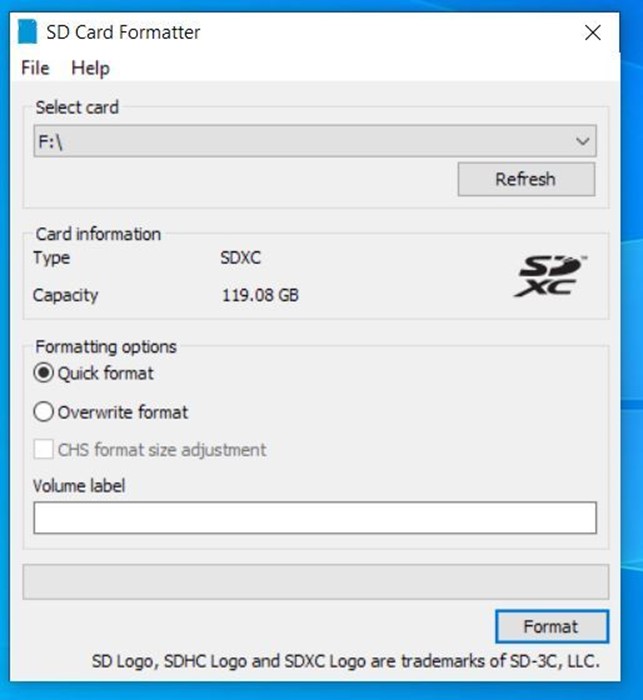 SD Card Formatter
File Help
Select card
F:\
Refresh
Card information
Type SDXC
Capacity 119.08 GB
SD XC ™
Formatting options
Quick format
Overwrite format
CHS format size adjustment
Volume label
Format
SD Logo, SDHC Logo and SDXC Logo are trademarks of SD-3C, LLC.